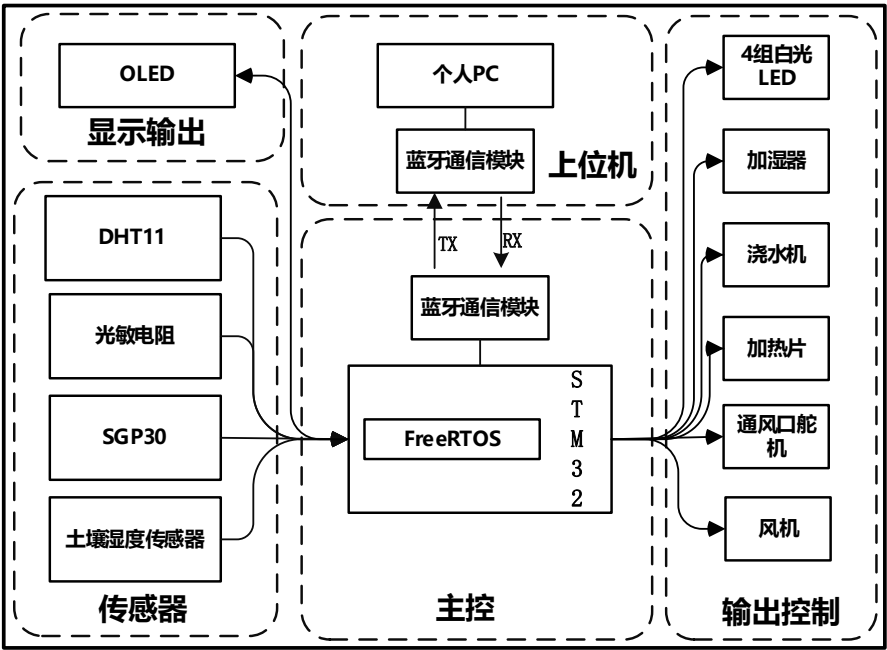 OLED
显示输出
个人PC
蓝牙通信模块
上位机
TX
RX
DHT11
光敏电阻
SGP30
土壤湿度传感器
传感器
蓝牙通信模块
FreeRTOS
S
T
M
3
2
主控
4组白光
LED
加湿器
浇水机
加热片
通风口舵
机
风机
输出控制